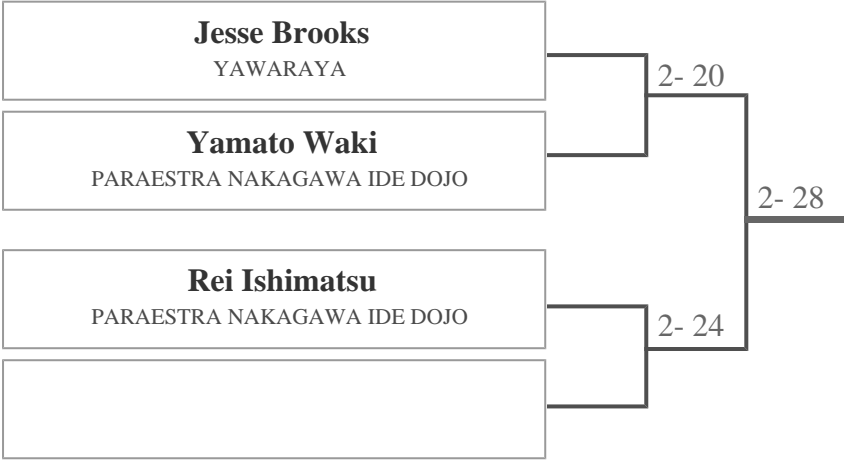 Jesse Brooks
YAWARAYA
2- 20
Yamato Waki
PARAESTRA NAKAGAWA IDE DOJO
2- 28
Rei Ishimatsu
PARAESTRA NAKAGAWA IDE DOJO
2- 24